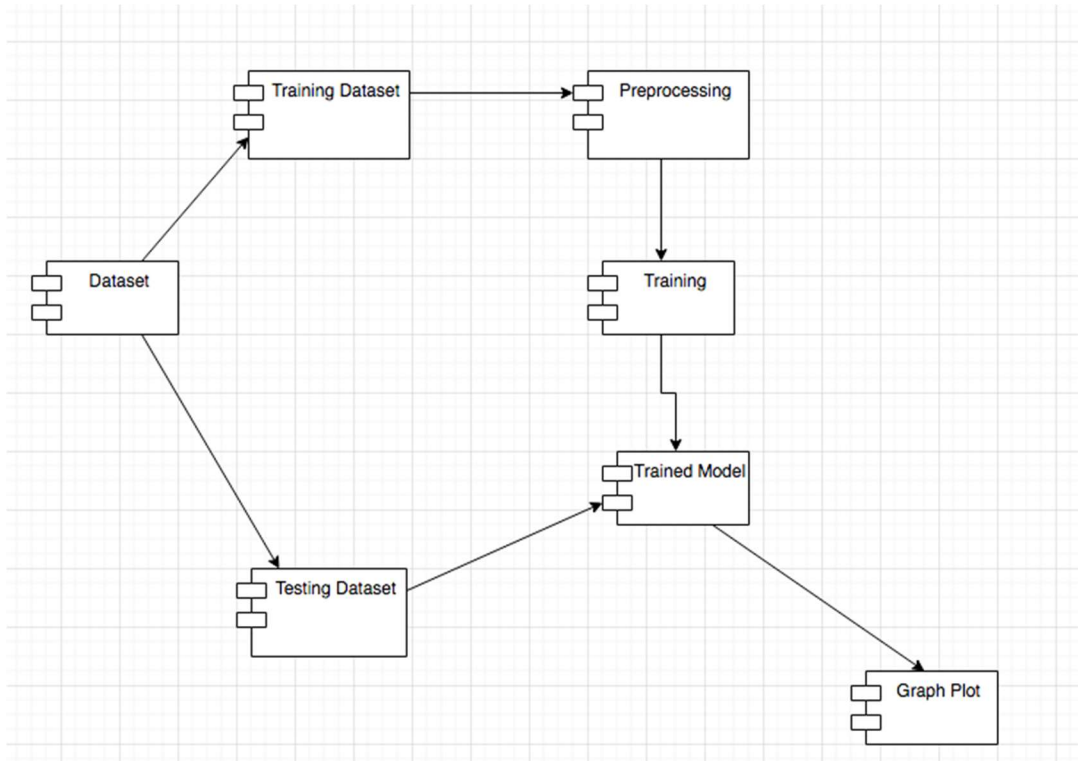 Training Dataset
Preprocessing
Dataset
Training
Trained Model
Testing Dataset
Graph Plot